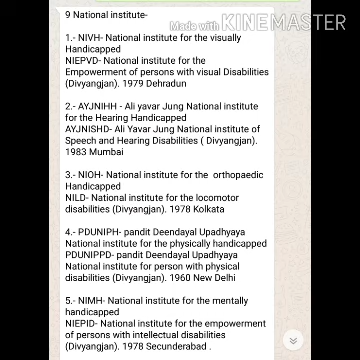 9 National institute-
Made with KINEMASTER
1.- NIVH- National institute for the visually
Handicapped
NIEPVD- National institute for the
Empowerment of persons with visual Disabilities
(Divyangjan). 1979 Dehradun
2.- AYJNIHH - Ali yavar Jung National institute
for the Hearing Handicapped
AYJNISHD- Ali Yavar Jung National institute of
Speech and Hearing Disabilities ( Divyangjan).
1983 Mumbai
3.- NIOH- National institute for the orthopaedic
Handicapped
NILD- National institute for the locomotor
disabilities (Divyangjan). 1978 Kolkata
4.- PDUNIPH- pandit Deendayal Upadhyaya
National institute for the physically handicapped
PDUNIPPD- pandit Deendayal Upadhyaya
National institute for person with physical
disabilities (Divyangjan). 1960 New Delhi
5.- NIMH- National institute for the mentally
handicapped
NIEPID- National institute for the empowerment
of persons with intellectual disabilities
(Divyangjan). 1978 Secunderabad .